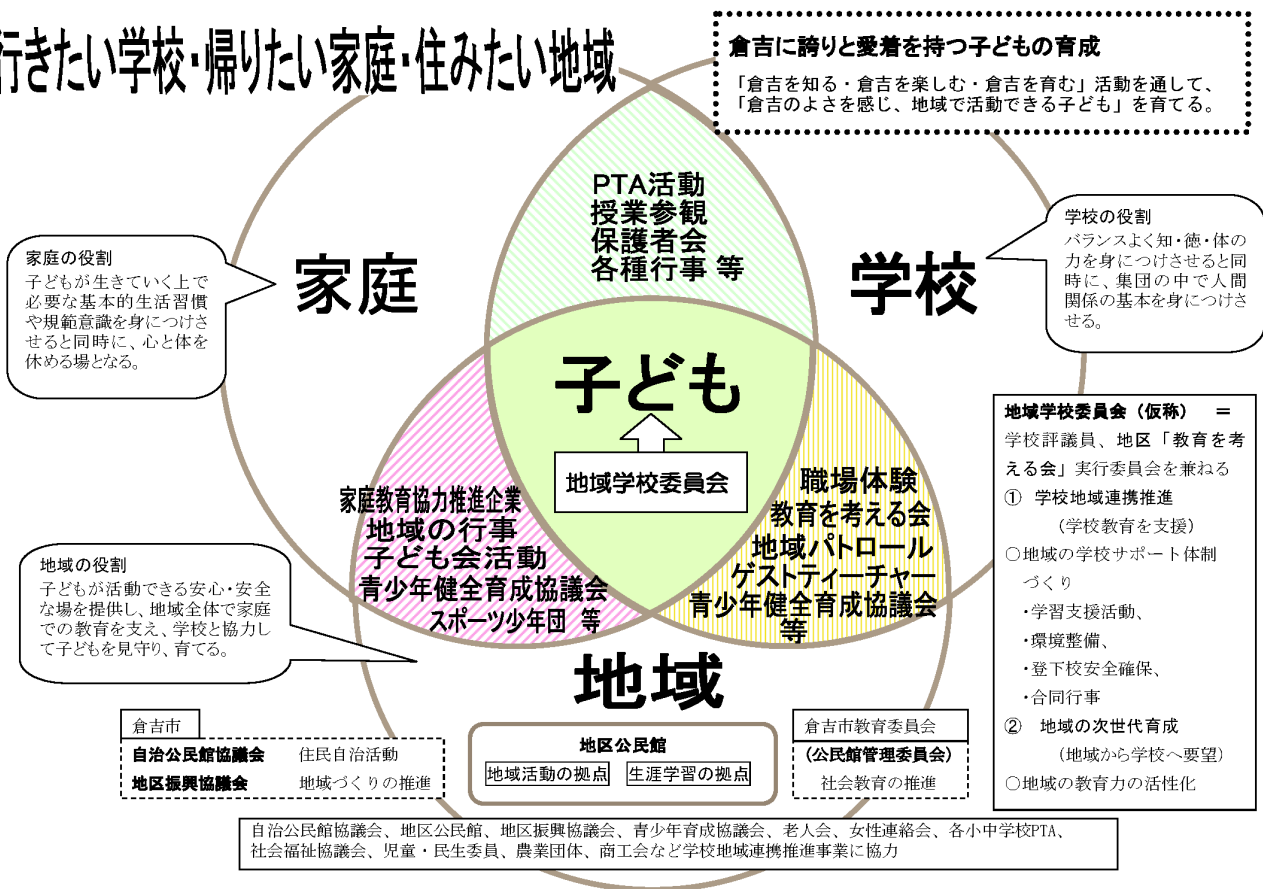 行きたい学校・帰りたい家庭・住みたい地域
倉吉に誇りと愛着を持つ子どもの育成
「倉吉を知る・倉吉を楽しむ・倉吉を育む」活動を通して、
「倉吉のよさを感じ、地域で活動できる子ども」を育てる。
PTA活動
授業参観
保護者会
各種行事 等
家庭の役割
子どもが生きていく上で
必要な基本的生活習慣
や規範意識を身につけさ
せると同時に、心と体を
休める場となる。
家庭
学校
学校の役割
バランスよく知・徳・体の
力を身につけさせると同
時に、集団の中で人間
関係の基本を身につけさ
せる。
子ども
地域学校委員会
家庭教育協力推進企業
地域の行事
子ども会活動
青少年健全育成協議会
スポーツ少年団 等
職場体験
教育を考える会
地域パトロール
ゲストティーチャー
青少年健全育成協議会
等
地域学校委員会(仮称) =
学校評議員、地区「教育を考
える会」実行委員会を兼ねる
① 学校地域連携推進
(学校教育を支援)
○地域の学校サポート体制
づくり
・学習支援活動、
・環境整備、
・登下校安全確保、
・合同行事
② 地域の次世代育成
(地域から学校へ要望)
○地域の教育力の活性化
地域の役割
子どもが活動できる安心・安全
な場を提供し、地域全体で家庭
での教育を支え、学校と協力し
て子どもを見守り、育てる。
地域
倉吉市
自治公民館協議会 住民自治活動
地区振興協議会 地域づくりの推進
地区公民館
地域活動の拠点 生涯学習の拠点
倉吉市教育委員会
(公民館管理委員会)
社会教育の推進
自治公民館協議会、地区公民館、地区振興協議会、青少年育成協議会、老人会、女性連絡会、各小中学校PTA、
社会福祉協議会、児童・民生委員、農業団体、商工会など学校地域連携推進事業に協力